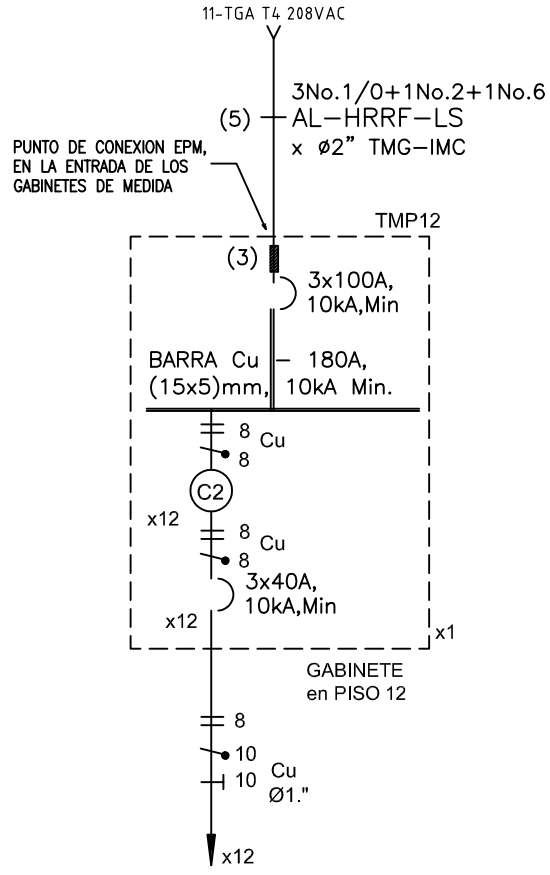 11-TGA T4 208VAC
3No.1/0+1No.2+1No.6
(5) AL-HRRF-LS
x ø2" TMG-IMC
PUNTO DE CONEXION EPM,
EN LA ENTRADA DE LOS
GABINETES DE MEDIDA
TMP12
(3)
3x100A,
10kA,Min
BARRA Cu 180A,
(15x5)mm, 10kA Min.
8
Cu
8
C2
x12
8
Cu
8
3x40A,
10kA,Min
x12
x1
GABINETE
en PISO 12
8
10
Cu
10
Ø1."
x12